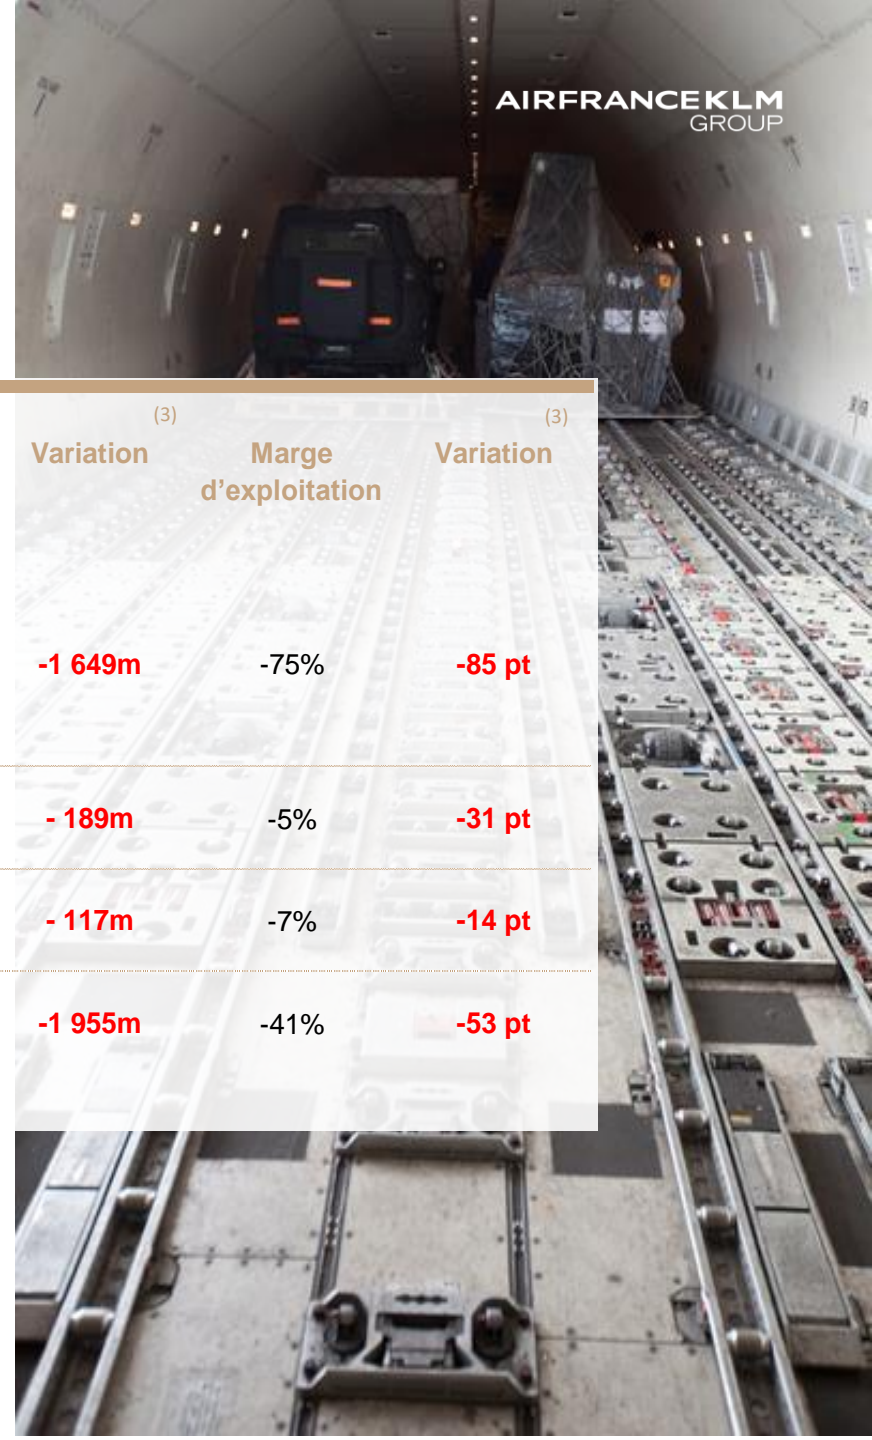 AIRFRANCEKLM
GROUP
(3) (3)
Variation Marge Variation
d’exploitation
-1 649m -75% -85 pt
- 189m -5% -31 pt
- 117m -7% -14 pt
-1 955m -41% -53 pt